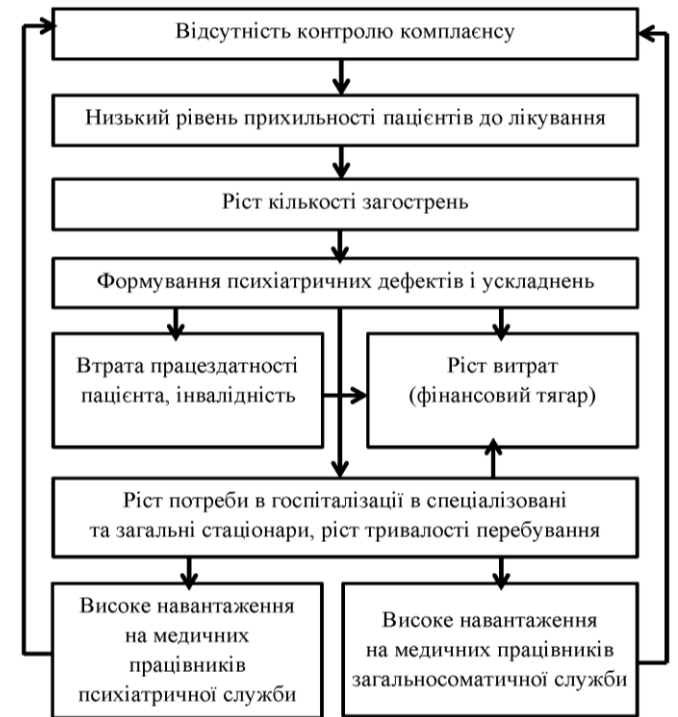 Відсутність контролю комплаєнсу
Низький рівень прихильності пацієнтів до лікування
Ріст кількості загострень
Формування психіатричних дефектів і ускладнень
Втрата працездатності
пацієнта, інвалідність
Ріст витрат
(фінансовий тягар)
Ріст потреби в госпіталізації в спеціалізовані
та загальні стаціонари, ріст тривалості перебування
Високе навантаження
на медичних
працівників
психіатричної служби
Високе навантаження
на медичних працівників
загальносоматичної служби